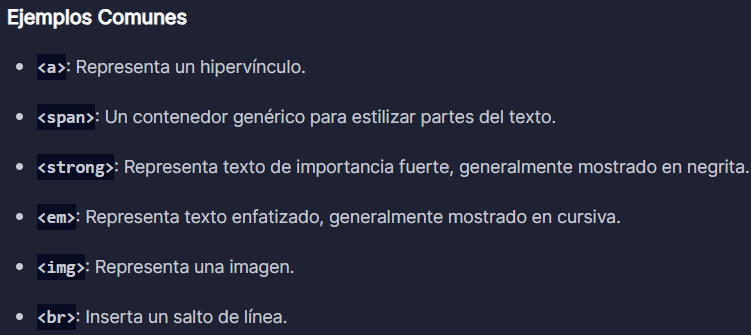 Ejemplos Comunes
• <a>: Representa un hipervínculo.
• <span>: Un contenedor genérico para estilizar partes del texto.
• <strong>: Representa texto de importancia fuerte, generalmente mostrado en negrita.
• <em>: Representa texto enfatizado, generalmente mostrado en cursiva.
• <img>: Representa una imagen.
• <br>: Inserta un salto de línea.